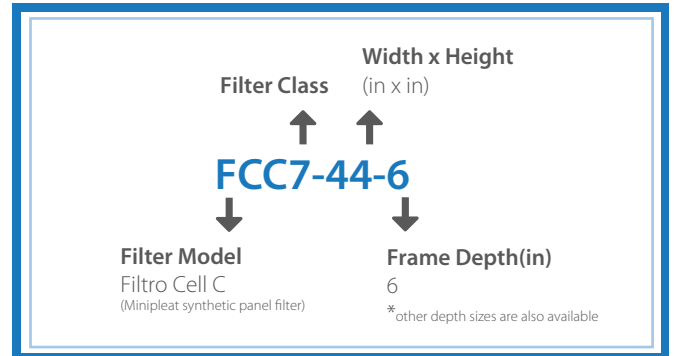 Width x Height
Filter Class (in x in)
FCC7-44-6
Filter Model
Filtro Cell C
(Minipleat synthetic panel filter)
Frame Depth(in)
6
*other depth sizes are also available